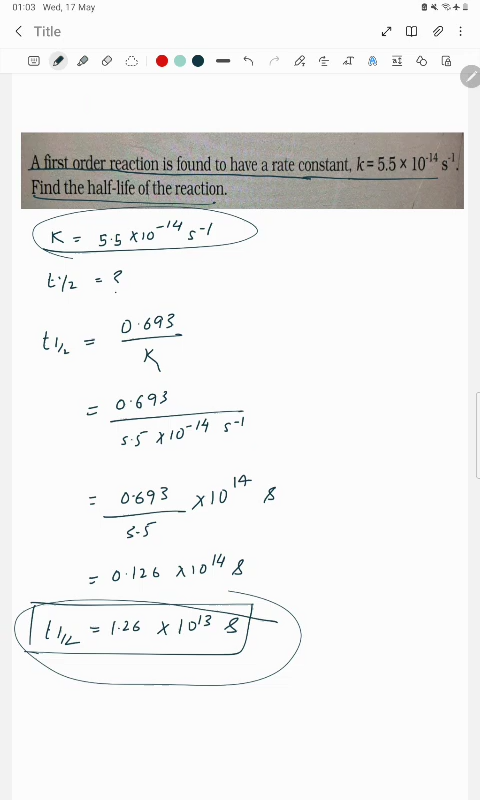 01:03 Wed, 17 May
Title
A first order reaction is found to have a rate constant, k = 5.5 × 10⁻¹⁴ s⁻¹.
Find the half-life of the reaction.
K = 5.5 × 10⁻¹⁴ s⁻¹
t1/2 = ?
t1/2 = 0.693 / K
= 0.693 / 5.5 × 10⁻¹⁴ s⁻¹
= 0.693 / 5.5 × 10¹⁴ s
= 0.126 × 10¹⁴ s
t1/2 = 1.26 × 10¹³ s